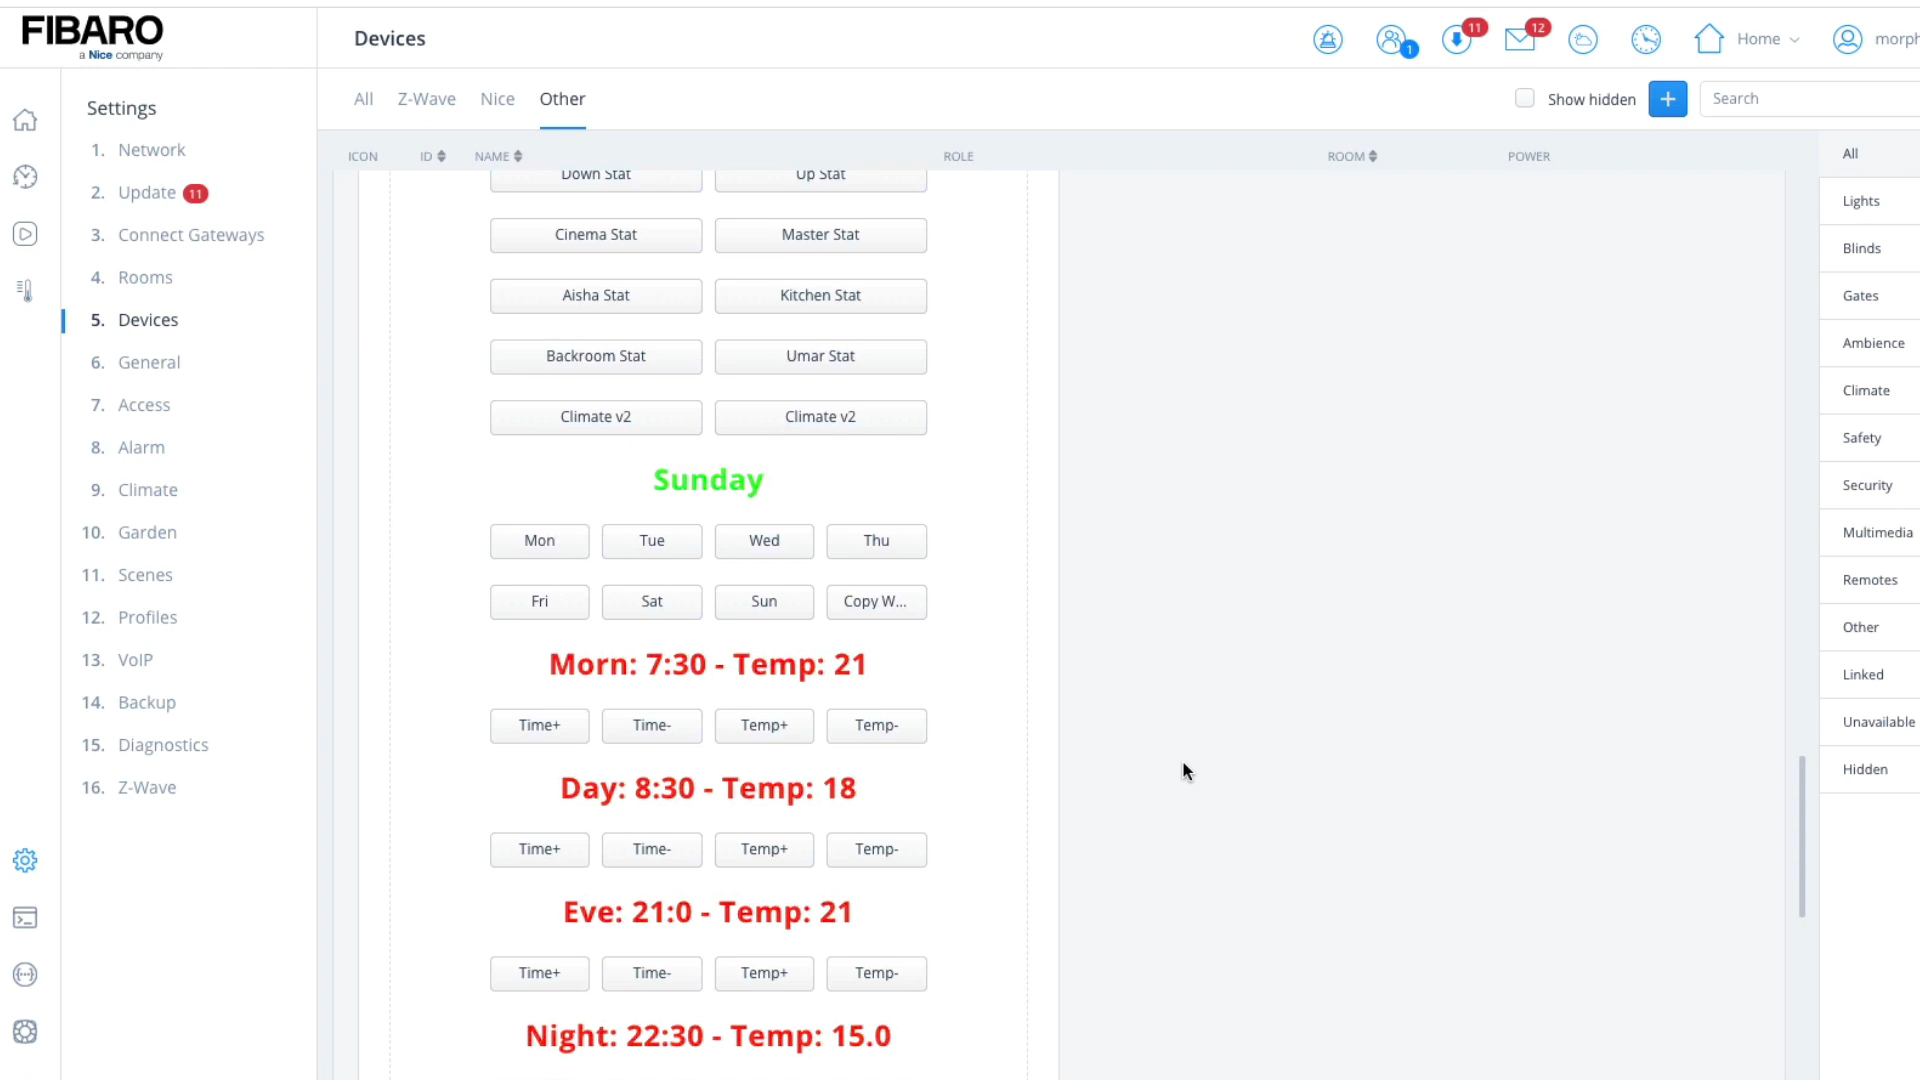 FIBARO
a Nice company
Devices
1
11
12
Home
morph
Settings
1. Network
2. Update 11
3. Connect Gateways
4. Rooms
5. Devices
6. General
7. Access
8. Alarm
9. Climate
10. Garden
11. Scenes
12. Profiles
13. VoIP
14. Backup
15. Diagnostics
16. Z-Wave
All Z-Wave Nice Other
Show hidden + Search
ICON ID NAME ROLE ROOM POWER
Down Stat Up Stat
Cinema Stat Master Stat
Aisha Stat Kitchen Stat
Backroom Stat Umar Stat
Climate v2 Climate v2
Sunday
Mon Tue Wed Thu
Fri Sat Sun Copy W...
Morn: 7:30 - Temp: 21
Time+ Time- Temp+ Temp-
Day: 8:30 - Temp: 18
Time+ Time- Temp+ Temp-
Eve: 21:0 - Temp: 21
Time+ Time- Temp+ Temp-
Night: 22:30 - Temp: 15.0
All
Lights
Blinds
Gates
Ambience
Climate
Safety
Security
Multimedia
Remotes
Other
Linked
Unavailable
Hidden